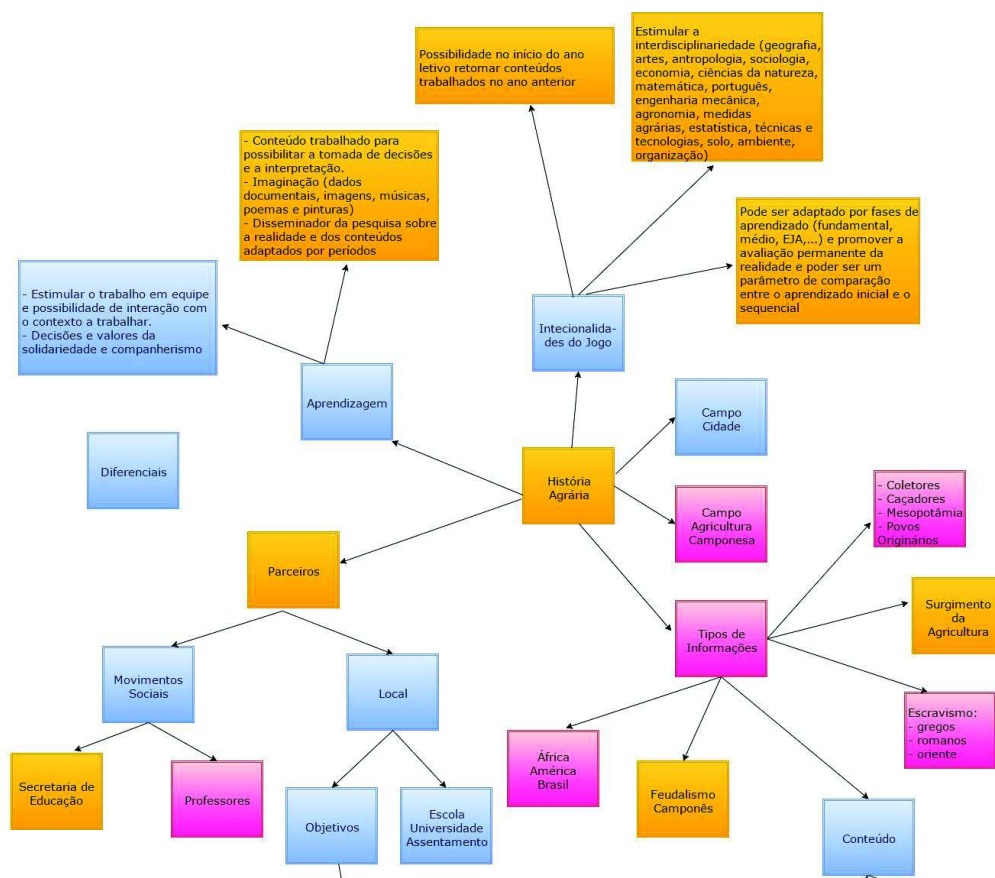 Possibilidade no início do ano
letivo retomar conteúdos
trabalhados no ano anterior
Estimular a
interdisciplinariedade (geografia,
artes, antropologia, sociologia,
economia, ciências da natureza,
matemática, português,
engenharia mecânica,
agronomia, medidas
agrárias, estatística, técnicas e
tecnologias, solo, ambiente,
organização)
- Conteúdo trabalhado para
possibilitar a tomada de decisões
e a interpretação.
- Imaginação (dados
documentais, imagens, músicas,
poemas e pinturas)
- Disseminador da pesquisa sobre
a realidade e dos conteúdos
adaptados por períodos
Pode ser adaptado por fases de
aprendizado (fundamental,
médio, EJA,...) e promover a
avaliação permanente da
realidade e poder ser um
parâmetro de comparação
entre o aprendizado inicial e o
sequencial
- Estimular o trabalho em equipe
e possibilidade de interação com
o contexto a trabalhar.
- Decisões e valores da
solidariedade e companherismo
Intecionalida-
des do Jogo
Aprendizagem
Campo
Cidade
Diferenciais
História
Agrária
- Coletores
- Caçadores
- Mesopotâmia
- Povos
Originários
Campo
Agricultura
Camponesa
Parceiros
Surgimento
da
Agricultura
Tipos de
Informações
Movimentos
Sociais
Local
Escravismo:
- gregos
- romanos
- oriente
Secretaria de
Educação
Professores
África
América
Brasil
Feudalismo
Camponês
Objetivos
Escola
Universidade
Assentamento
Conteúdo